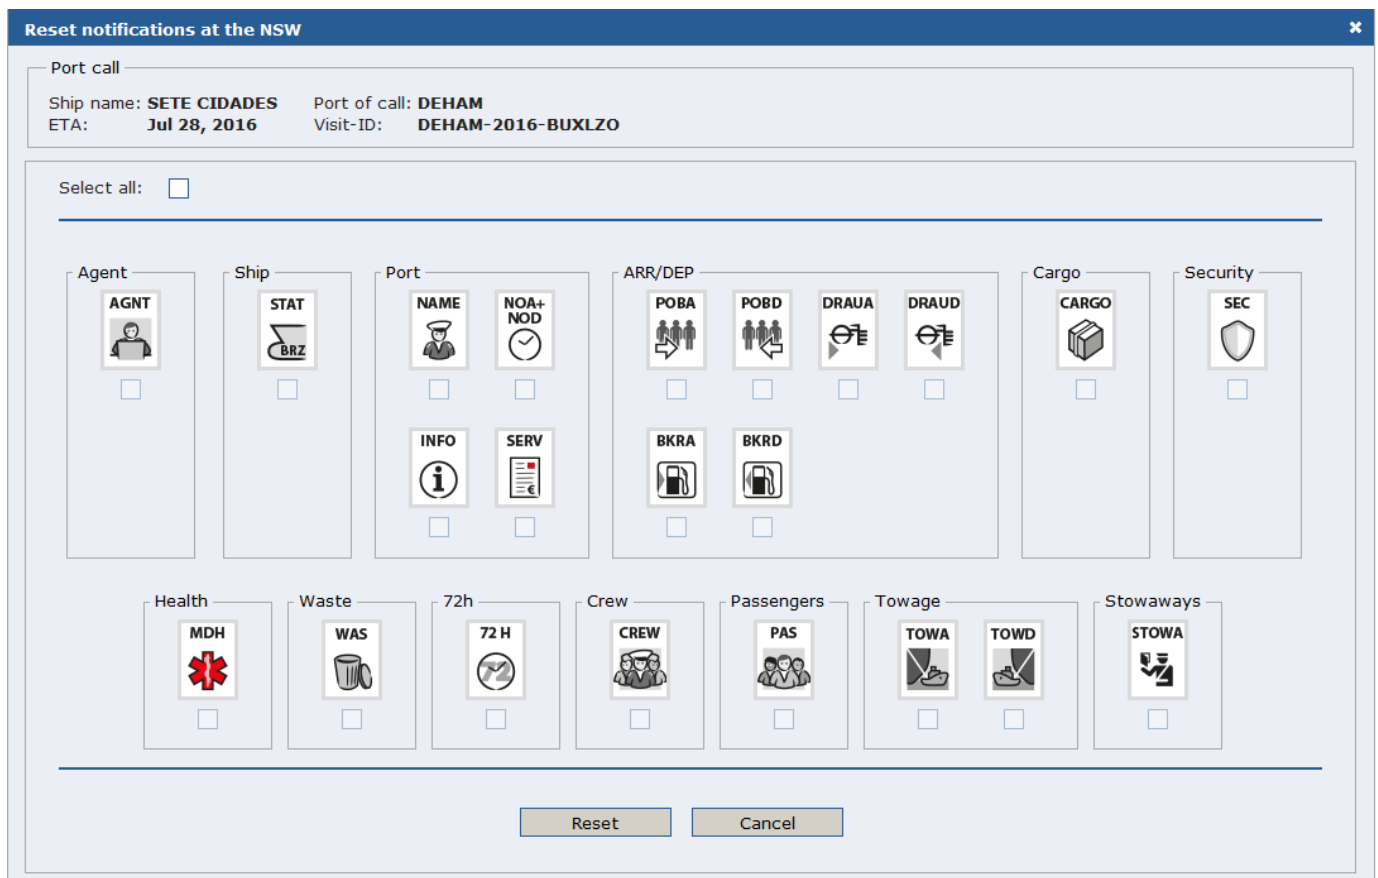 Reset notifications at the NSW
Port call
Ship name: SETE CIDADES Port of call: DEHAM
ETA: Jul 28, 2016 Visit-ID: DEHAM-2016-BUXLZO
Select all:
Agent Ship Port ARR/DEP Cargo Security
AGNT STAT NAME NOA+ POBA POBD DRAUA DRAUD CARGO SEC
NOD
BRZ
INFO SERV BKRA BKRD
i €
Health Waste 72h Crew Passengers Towage Stowaways
MDH WAS 72 H CREW PAS TOWA TOWD STOWA
72
Reset Cancel